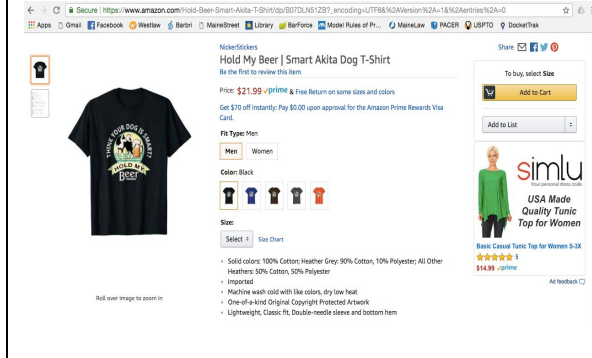 Secure | https://www.amazon.com/Hold-Beer-Smart-Akita-T-Shirt/dp/B07DLN51ZB?_encoding=UTF8&%2AVersion%2A=1&%2Aentries%2A=0
Apps Gmail Facebook Westlaw Barbri MaineStreet Library BarForce Model Rules of Pr... MaineLaw PACER USPTO DocketTrak
NickerStickers
Hold My Beer | Smart Akita Dog T-Shirt
Be the first to review this item
Price: $21.99 prime & Free Return on some sizes and colors
Get $70 off instantly: Pay $0.00 upon approval for the Amazon Prime Rewards Visa
Card.
Fit Type: Men
Men Women
Color: Black
Size:
Select Size Chart
• Solid colors: 100% Cotton; Heather Grey: 90% Cotton, 10% Polyester; All Other
Heathers: 50% Cotton, 50% Polyester
• Imported
• Machine wash cold with like colors, dry low heat
• One-of-a-kind Original Copyright Protected Artwork
• Lightweight, Classic fit, Double-needle sleeve and bottom hem
THINK YOUR DOG IS SMART?
HOLD MY
Beer
Roll over image to zoom in
Share
To buy, select Size
Add to Cart
Add to List
simlu
Your personal dress code
USA Made
Quality Tunic
Top for Women
Basic Casual Tunic Top for Women S-3X
5
$14.99 prime
Ad feedback